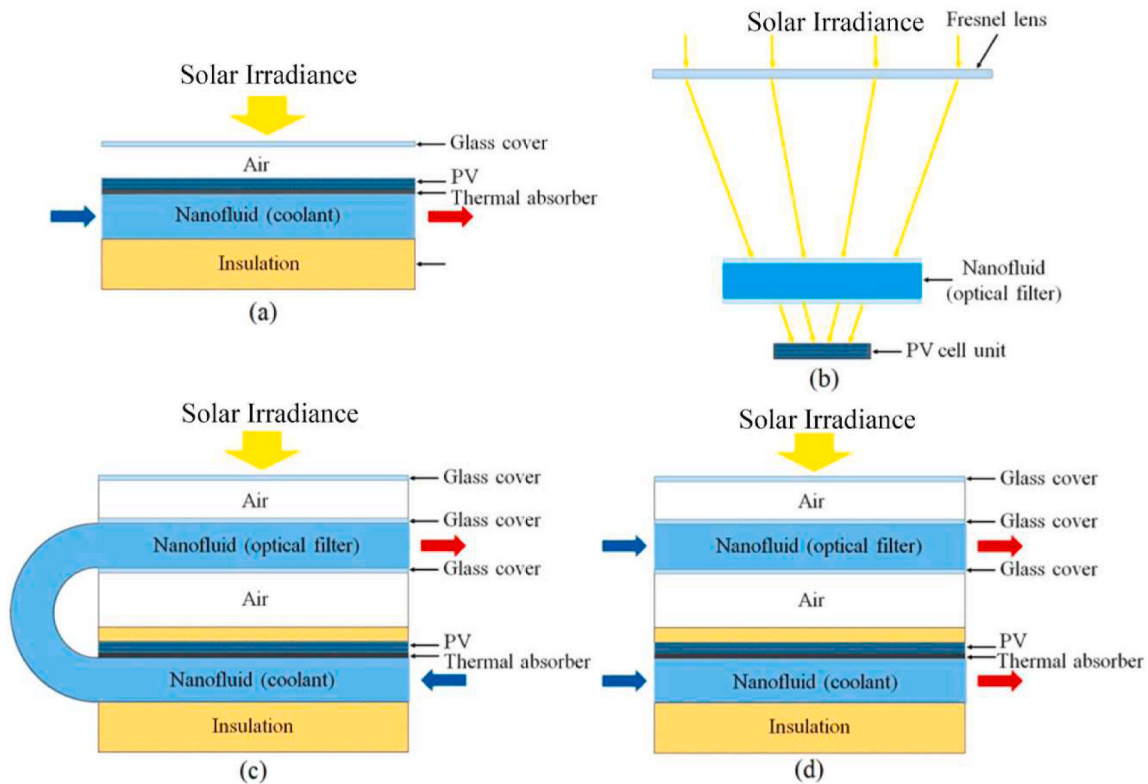 Solar Irradiance
Glass cover
Air
PV
Thermal absorber
Nanofluid (coolant)
Insulation
(a)
Solar Irradiance
Fresnel lens
Nanofluid
(optical filter)
PV cell unit
(b)
Solar Irradiance
Glass cover
Air
Glass cover
Nanofluid (optical filter)
Glass cover
Air
PV
Thermal absorber
Nanofluid (coolant)
Insulation
(c)
Solar Irradiance
Glass cover
Air
Glass cover
Nanofluid (optical filter)
Glass cover
Air
PV
Thermal absorber
Nanofluid (coolant)
Insulation
(d)